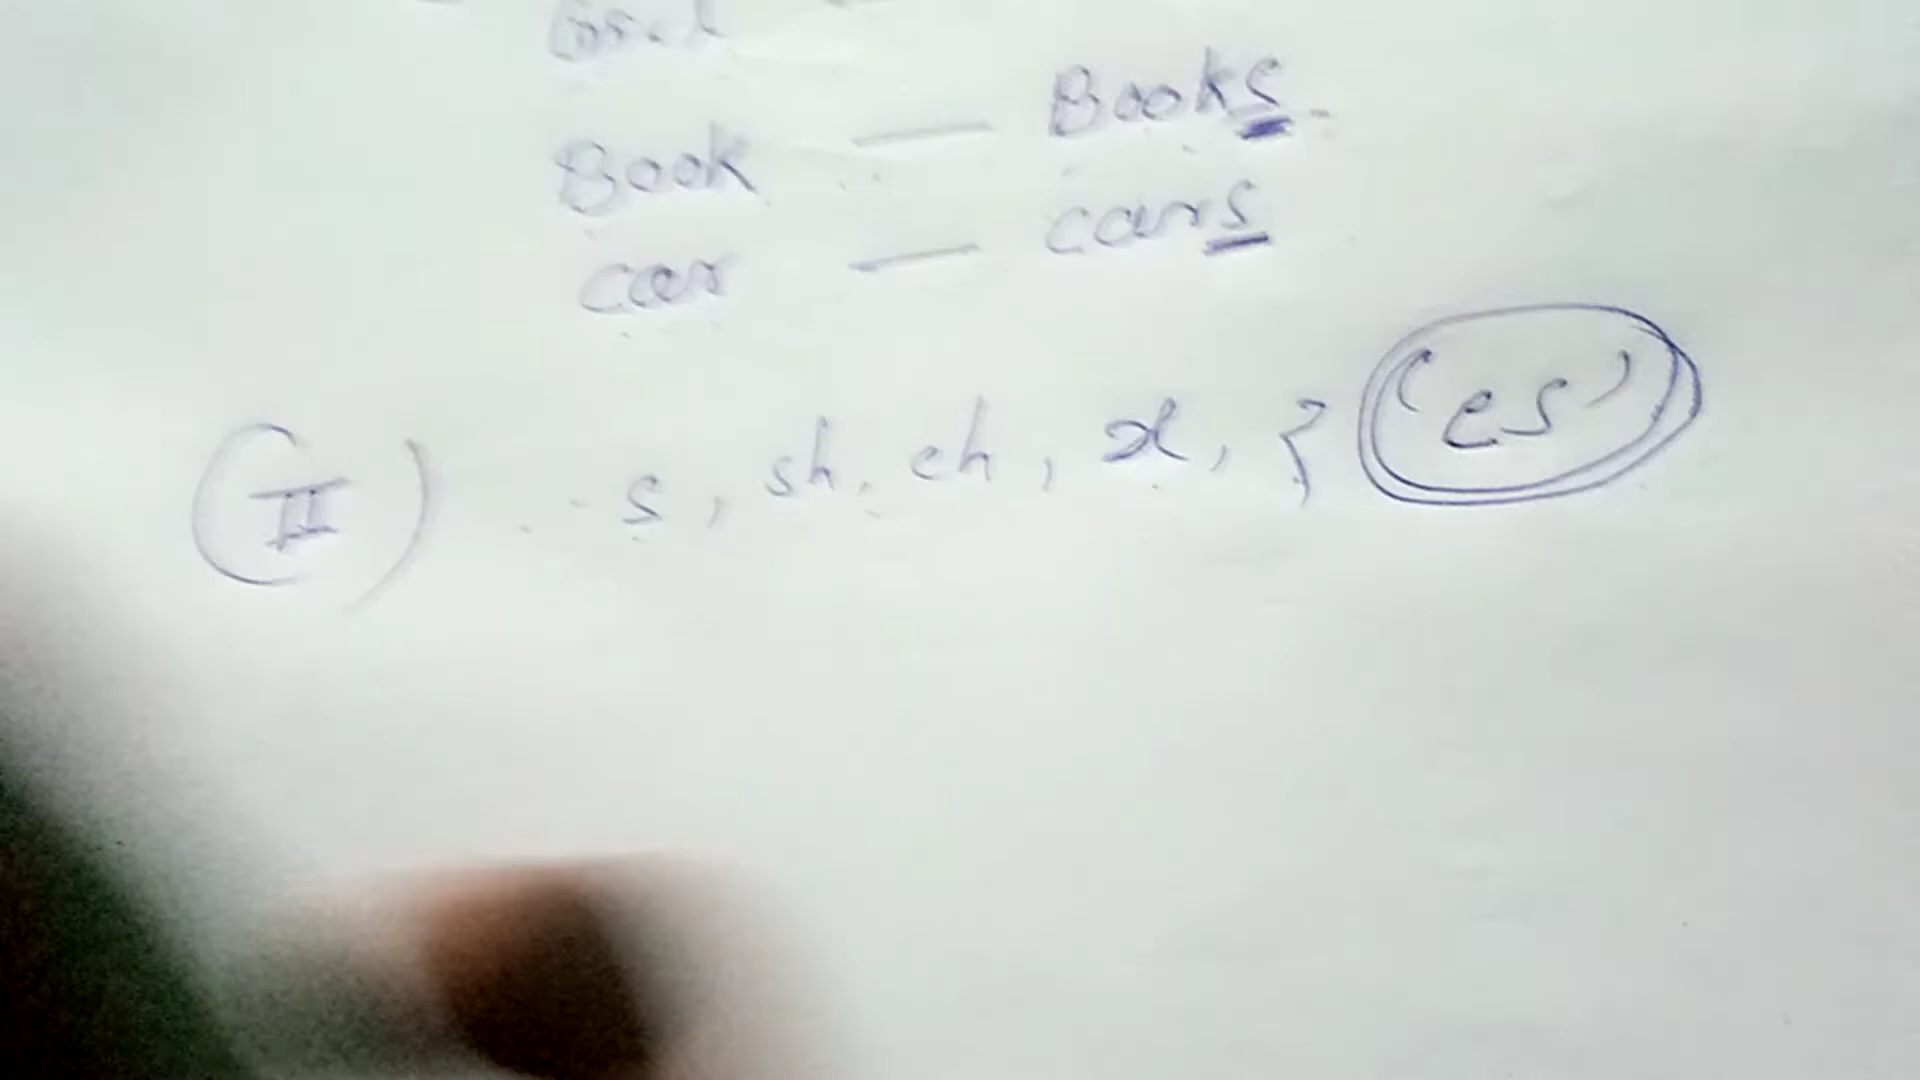 Book — Books
car — cars
II) s, sh, ch, x, } 'es'